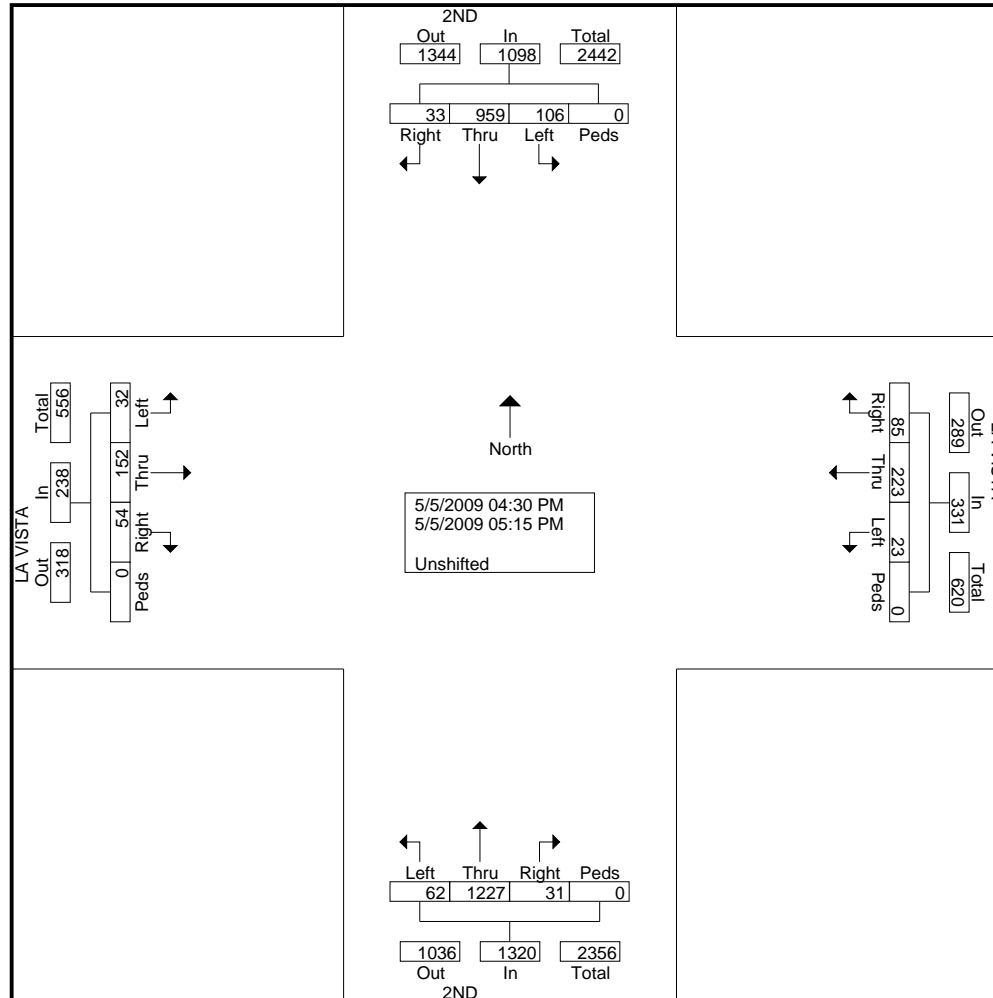 2ND
Out In Total
1344 1098 2442
33 959 106 0
Right Thru Left Peds
Total 556
In 238
Out 318
LA VISTA
32 Left
152 Thru
54 Right
0 Peds
North
5/5/2009 04:30 PM
5/5/2009 05:15 PM
Unshifted
Right 85
Thru 223
Left 23
Peds 0
Out 289
In 331
Total 620
Left Thru Right Peds
62 1227 31 0
1036 1320 2356
Out In Total
2ND